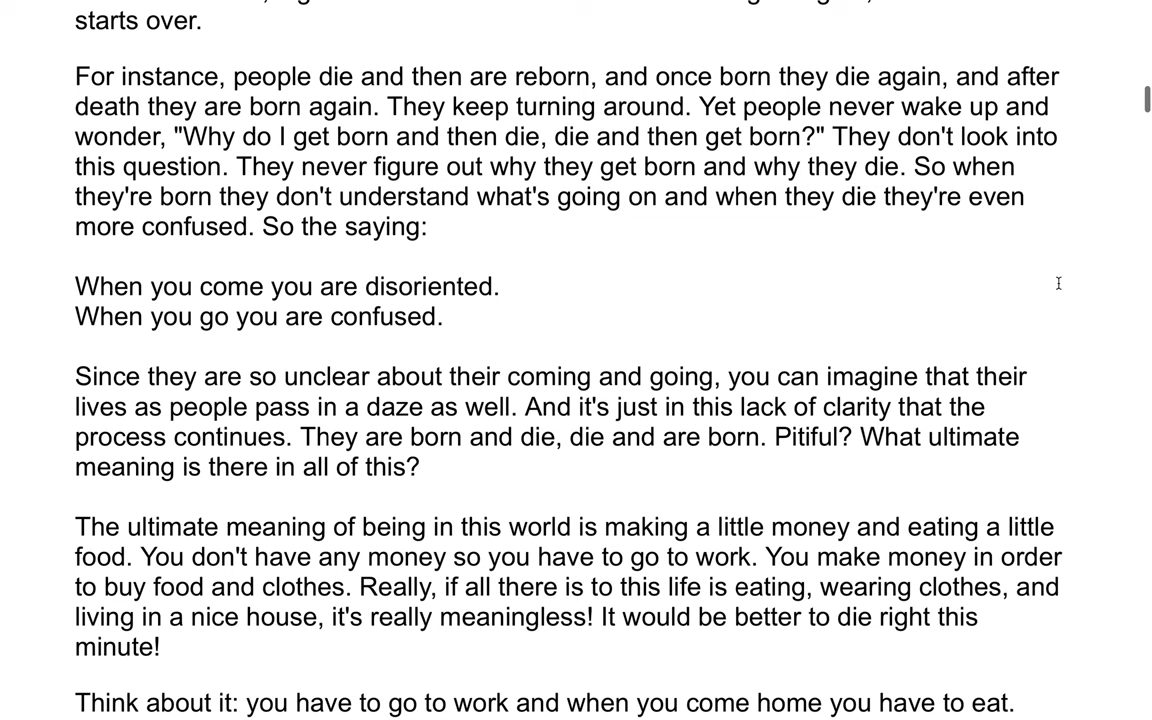 starts over.
For instance, people die and then are reborn, and once born they die again, and after
death they are born again. They keep turning around. Yet people never wake up and
wonder, "Why do I get born and then die, die and then get born?" They don't look into
this question. They never figure out why they get born and why they die. So when
they're born they don't understand what's going on and when they die they're even
more confused. So the saying:
When you come you are disoriented.
When you go you are confused.
Since they are so unclear about their coming and going, you can imagine that their
lives as people pass in a daze as well. And it's just in this lack of clarity that the
process continues. They are born and die, die and are born. Pitiful? What ultimate
meaning is there in all of this?
The ultimate meaning of being in this world is making a little money and eating a little
food. You don't have any money so you have to go to work. You make money in order
to buy food and clothes. Really, if all there is to this life is eating, wearing clothes, and
living in a nice house, it's really meaningless! It would be better to die right this
minute!
Think about it: you have to go to work and when you come home you have to eat.